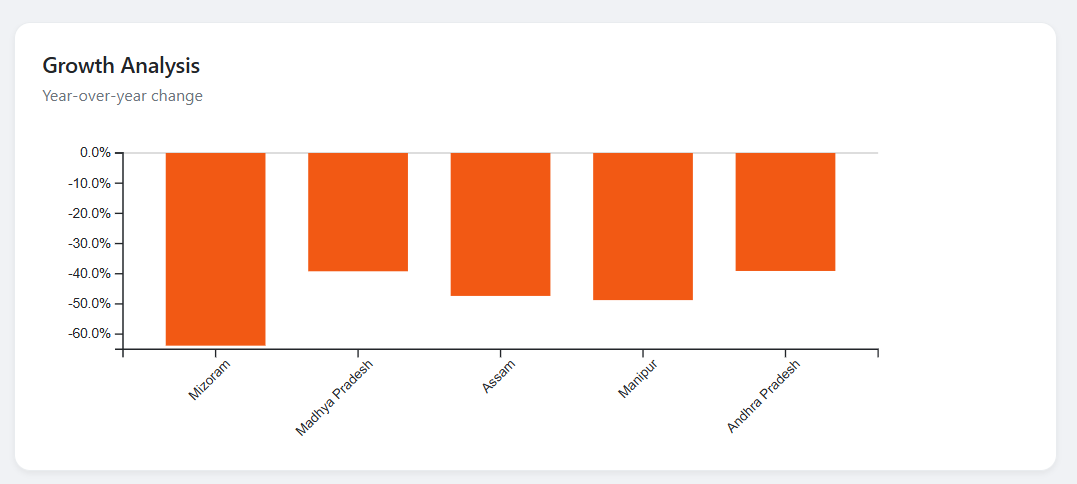 Growth Analysis
Year-over-year change
0.0%
-10.0%
-20.0%
-30.0%
-40.0%
-50.0%
-60.0%
Mizoram
Madhya Pradesh
Assam
Manipur
Andhra Pradesh